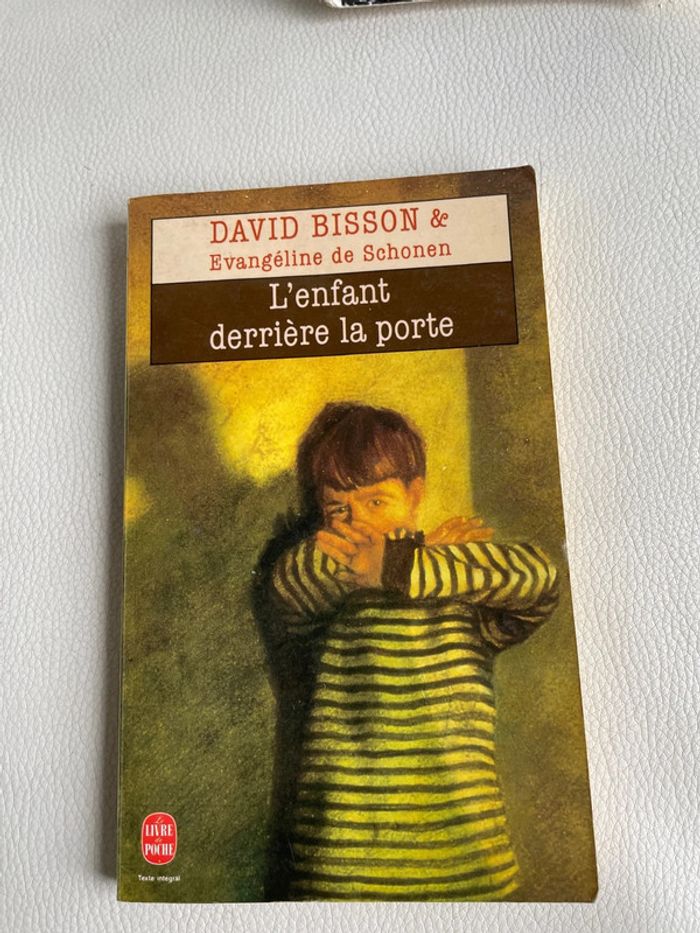 DAVID BISSON &
Evangéline de Schonen
L'enfant
derrière la porte
Le
LIVRE
de
POCHE
Texte intégral